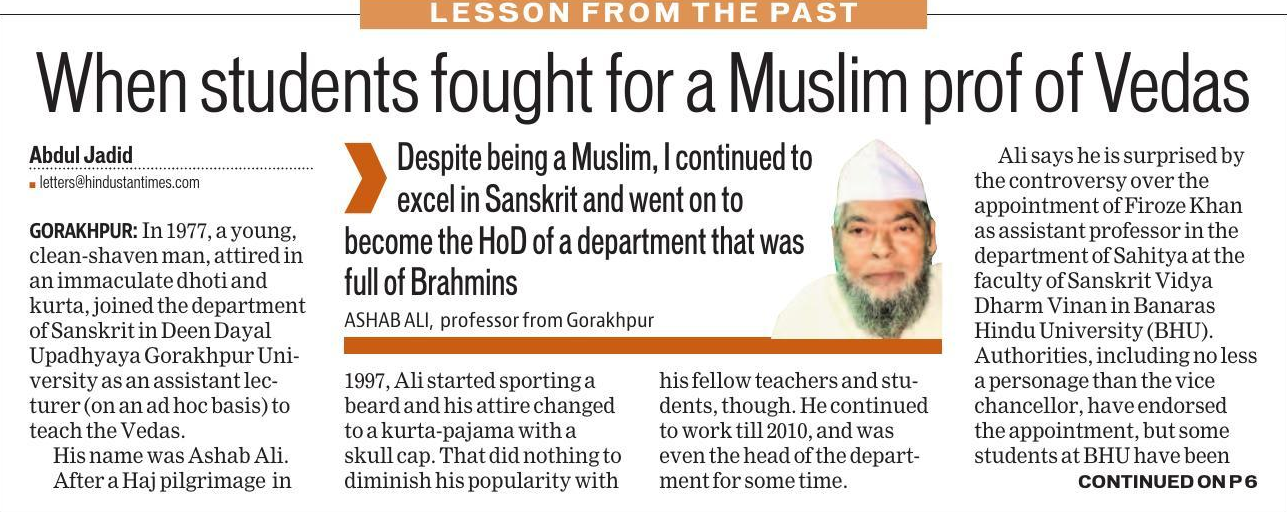 LESSON FROM THE PAST
When students fought for a Muslim prof of Vedas
Abdul Jadid
letters@hindustantimes.com
GORAKHPUR: In 1977, a young,
clean-shaven man, attired in
an immaculate dhoti and
kurta, joined the department
of Sanskrit in Deen Dayal
Upadhyaya Gorakhpur Uni-
versity as an assistant lec-
turer (on an ad hoc basis) to
teach the Vedas.
His name was Ashab Ali.
After a Haj pilgrimage in
Despite being a Muslim, I continued to
excel in Sanskrit and went on to
become the HoD of a department that was
full of Brahmins
ASHAB ALI, professor from Gorakhpur
1997, Ali started sporting a
beard and his attire changed
to a kurta-pajama with a
skull cap. That did nothing to
diminish his popularity with
his fellow teachers and stu-
dents, though. He continued
to work till 2010, and was
even the head of the depart-
ment for some time.
Ali says he is surprised by
the controversy over the
appointment of Firoze Khan
as assistant professor in the
department of Sahitya at the
faculty of Sanskrit Vidya
Dharm Vinan in Banaras
Hindu University (BHU).
Authorities, including no less
a personage than the vice
chancellor, have endorsed
the appointment, but some
students at BHU have been
CONTINUED ON P 6